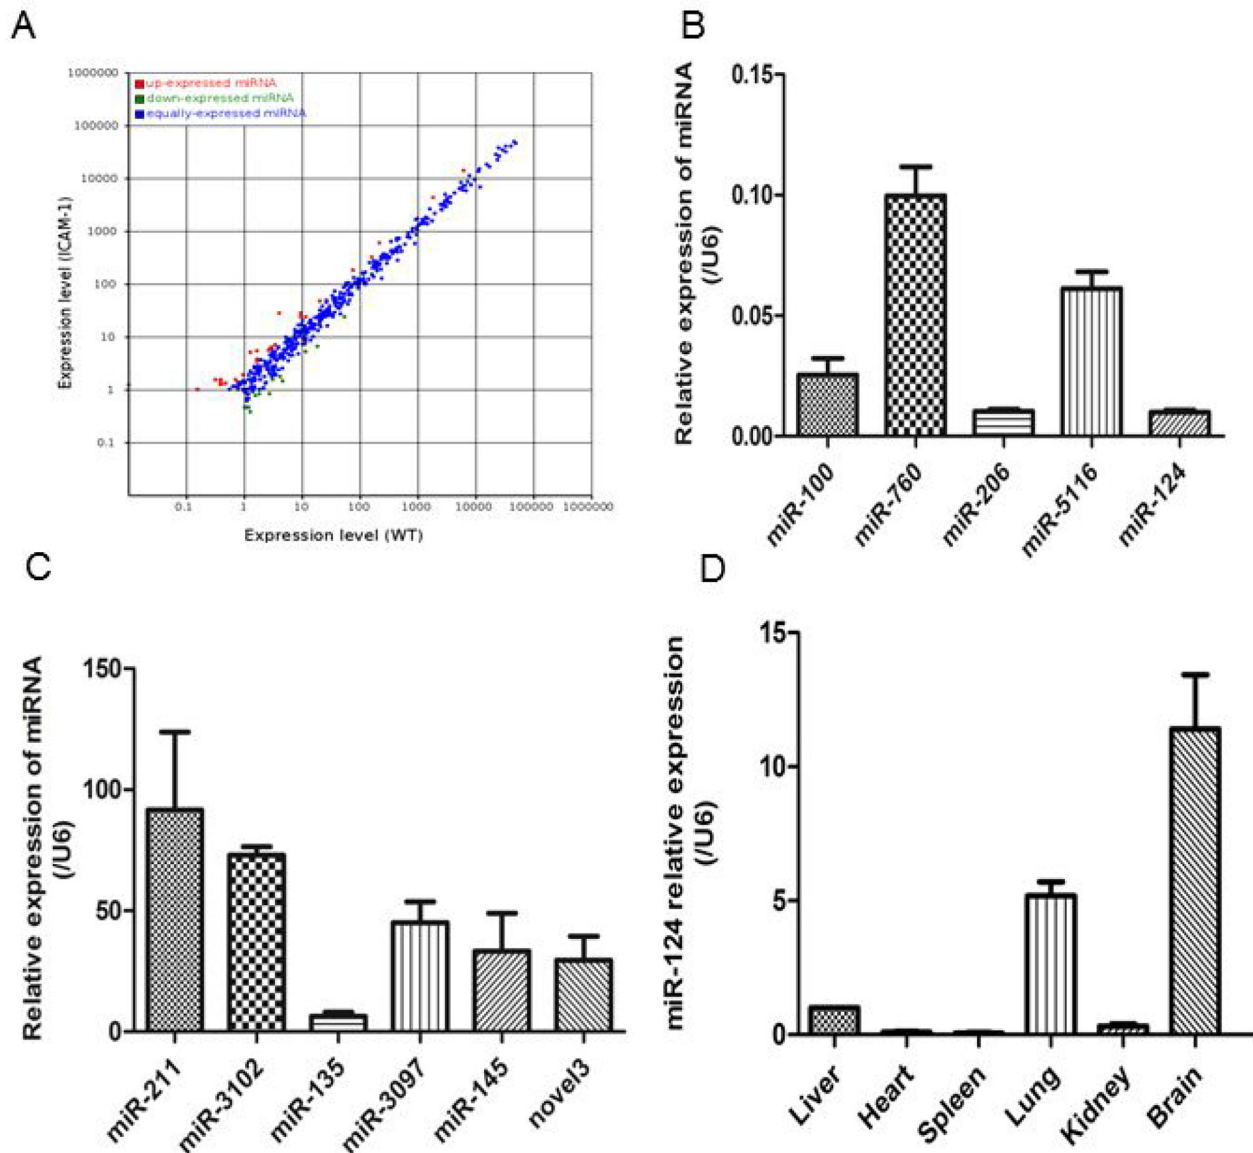 A
1000000
100000
10000
1000
100
10
1
0.1
up-expressed miRNA
down-expressed miRNA
equally-expressed miRNA
Expression level (ICAM-1)
0.1 1 10 100 1000 10000 100000 1000000
Expression level (WT)
B
Relative expression of miRNA
(/U6)
0.15
0.10
0.05
0.00
miR-100 miR-760 miR-206 miR-5116 miR-124
C
Relative expression of miRNA
(/U6)
150
100
50
0
miR-211 miR-3102 miR-135 miR-3097 miR-145 novel3
D
miR-124 relative expression
(/U6)
15
10
5
0
Liver Heart Spleen Lung Kidney Brain